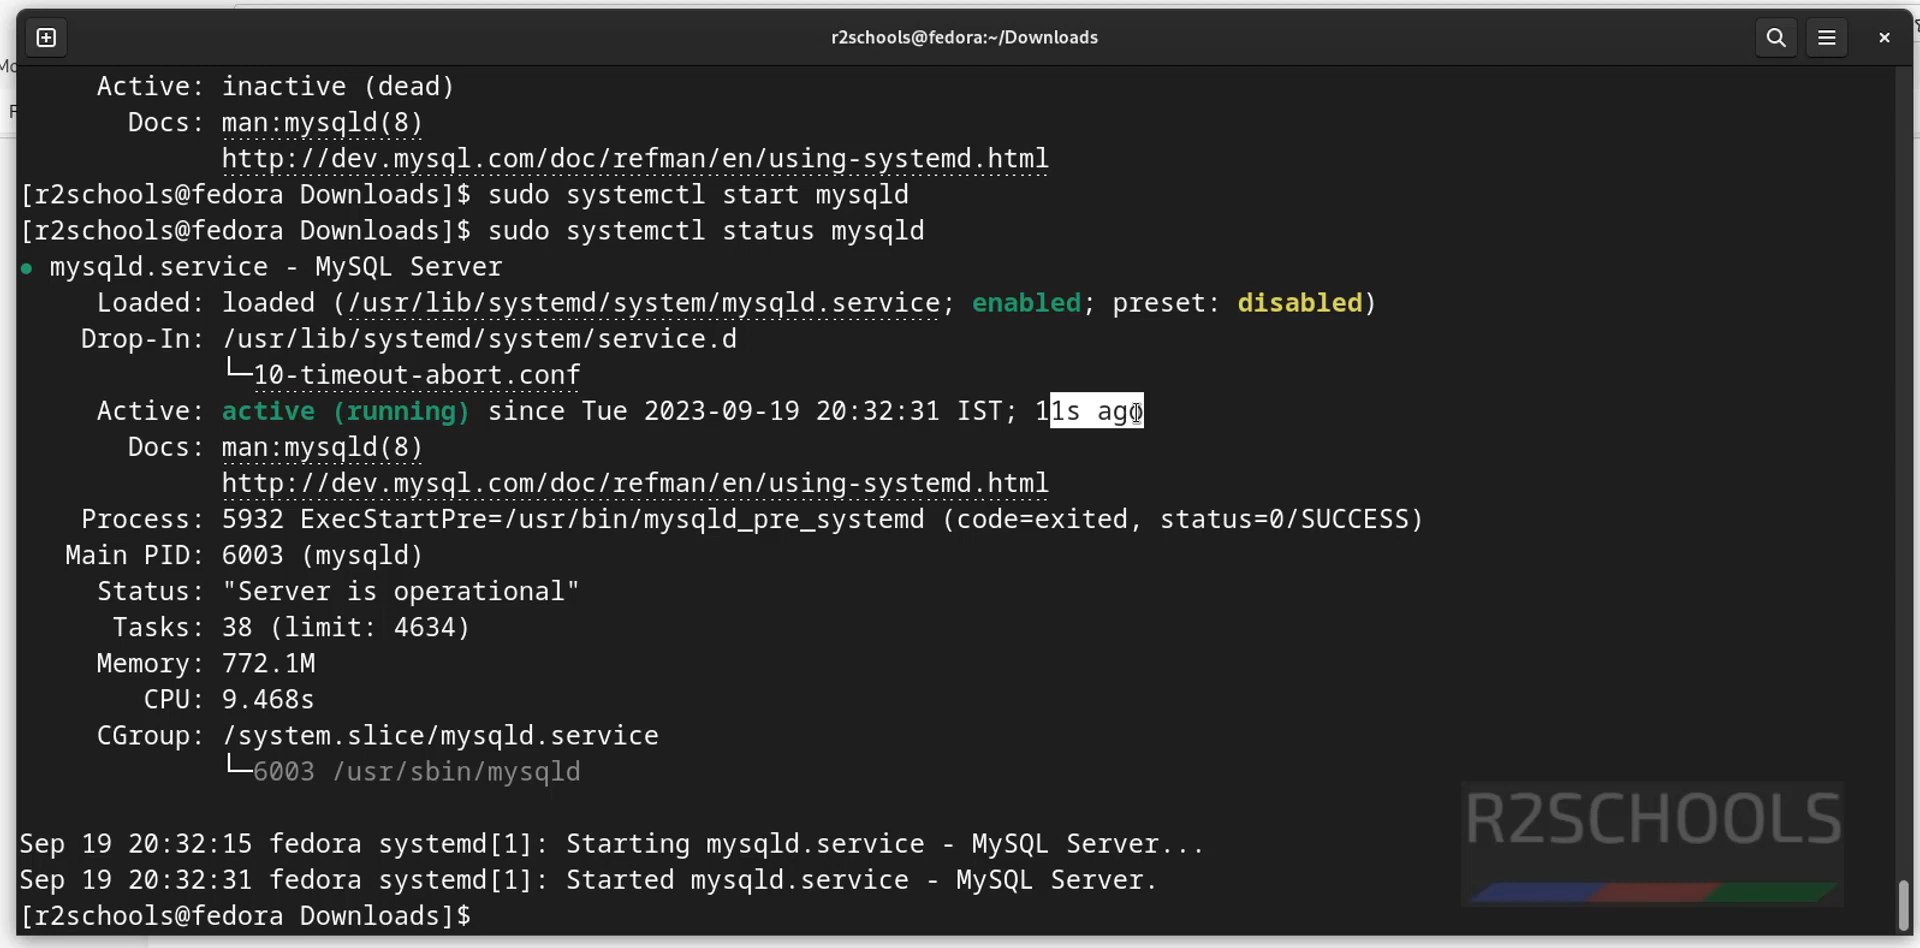 r2schools@fedora:~/Downloads
Active: inactive (dead)
Docs: man:mysqld(8)
http://dev.mysql.com/doc/refman/en/using-systemd.html
[r2schools@fedora Downloads]$ sudo systemctl start mysqld
[r2schools@fedora Downloads]$ sudo systemctl status mysqld
● mysqld.service - MySQL Server
Loaded: loaded (/usr/lib/systemd/system/mysqld.service; enabled; preset: disabled)
Drop-In: /usr/lib/systemd/system/service.d
└─10-timeout-abort.conf
Active: active (running) since Tue 2023-09-19 20:32:31 IST; 11s ago
Docs: man:mysqld(8)
http://dev.mysql.com/doc/refman/en/using-systemd.html
Process: 5932 ExecStartPre=/usr/bin/mysqld_pre_systemd (code=exited, status=0/SUCCESS)
Main PID: 6003 (mysqld)
Status: "Server is operational"
Tasks: 38 (limit: 4634)
Memory: 772.1M
CPU: 9.468s
CGroup: /system.slice/mysqld.service
└─6003 /usr/sbin/mysqld
Sep 19 20:32:15 fedora systemd[1]: Starting mysqld.service - MySQL Server...
Sep 19 20:32:31 fedora systemd[1]: Started mysqld.service - MySQL Server.
[r2schools@fedora Downloads]$
R2SCHOOLS